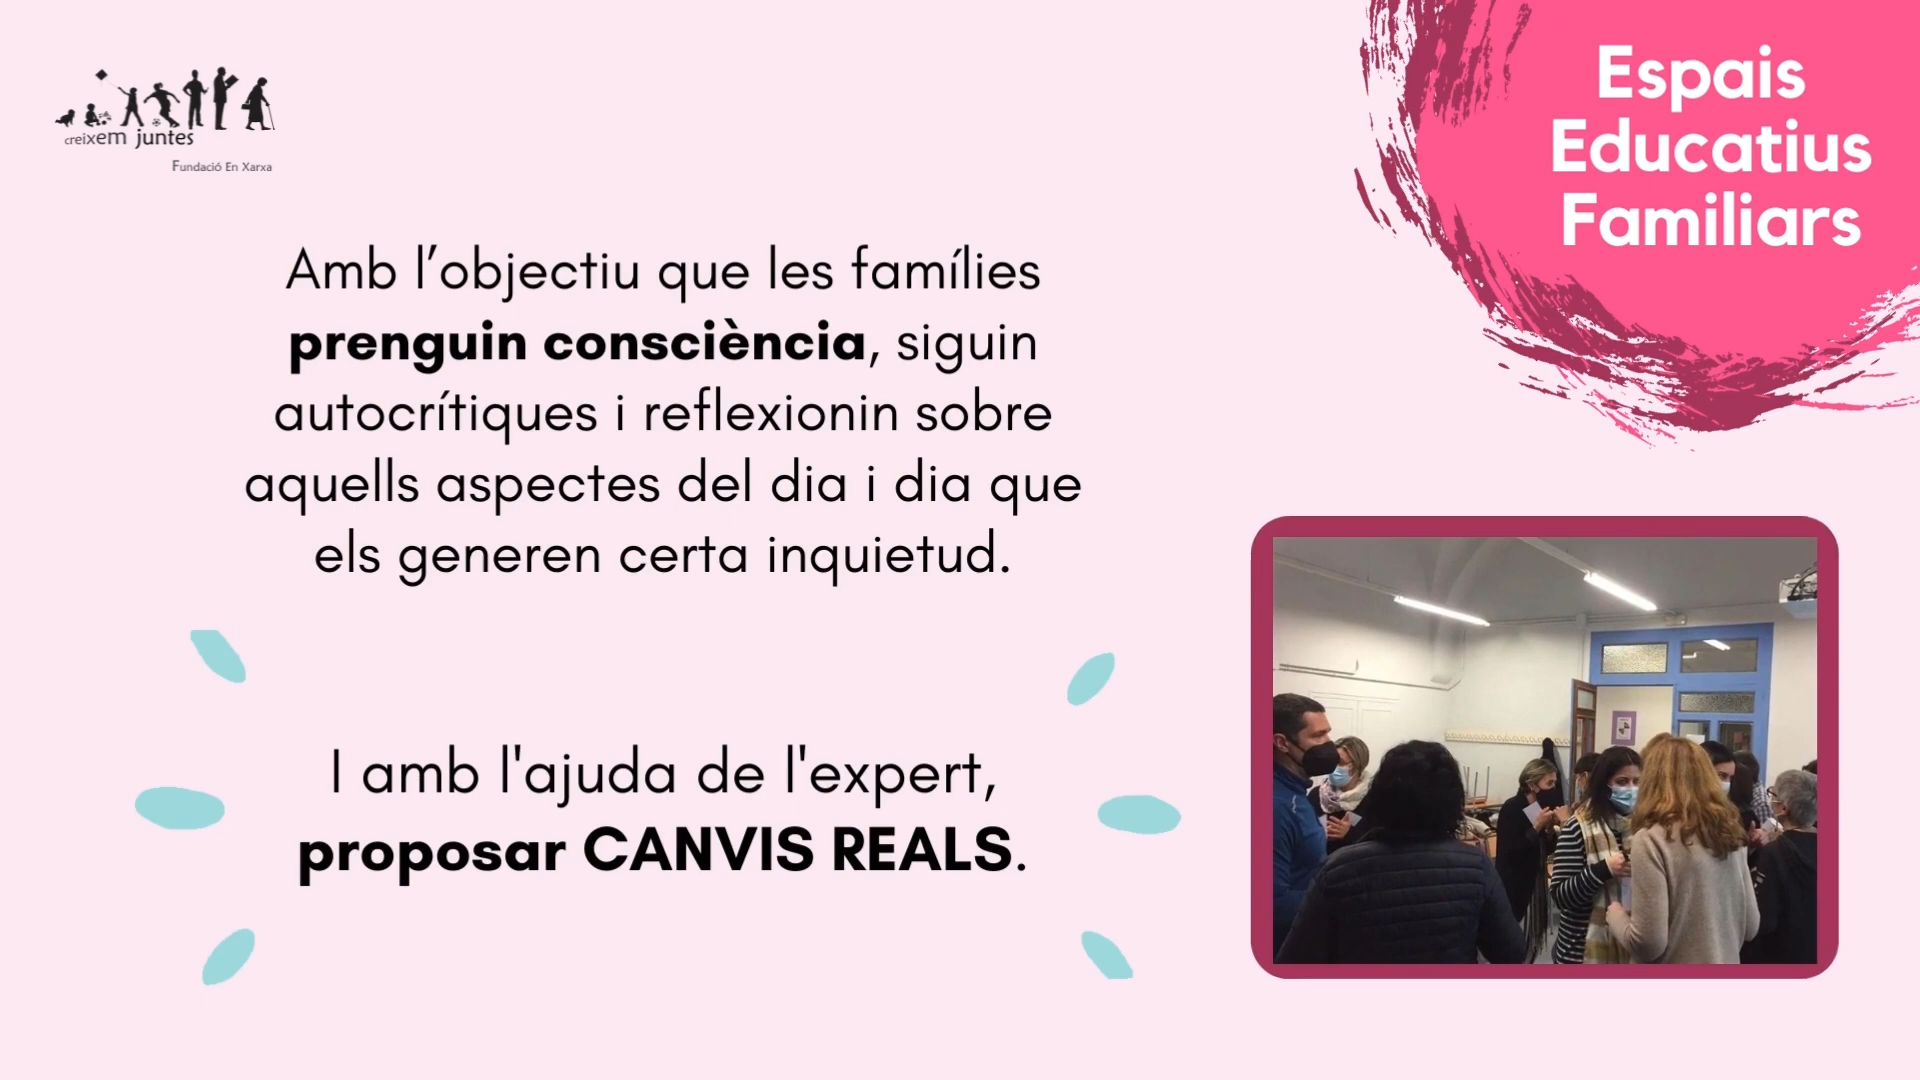 creixem juntes
Fundació En Xarxa
Espais
Educatius
Familiars
Amb l’objectiu que les famílies
prenguin consciència, siguin
autocrítiques i reflexionin sobre
aquells aspectes del dia i dia que
els generen certa inquietud.
I amb l'ajuda de l'expert,
proposar CANVIS REALS.